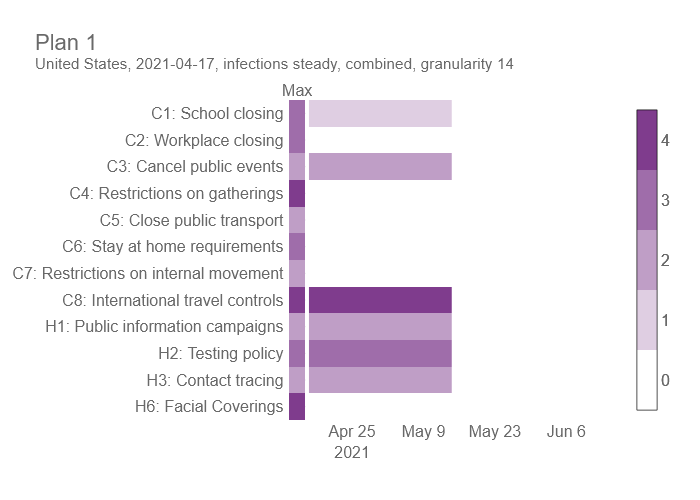 Plan 1
United States, 2021-04-17, infections steady, combined, granularity 14
Max
C1: School closing
C2: Workplace closing
C3: Cancel public events
C4: Restrictions on gatherings
C5: Close public transport
C6: Stay at home requirements
C7: Restrictions on internal movement
C8: International travel controls
H1: Public information campaigns
H2: Testing policy
H3: Contact tracing
H6: Facial Coverings
Apr 25 May 9 May 23 Jun 6
2021
4
3
2
1
0